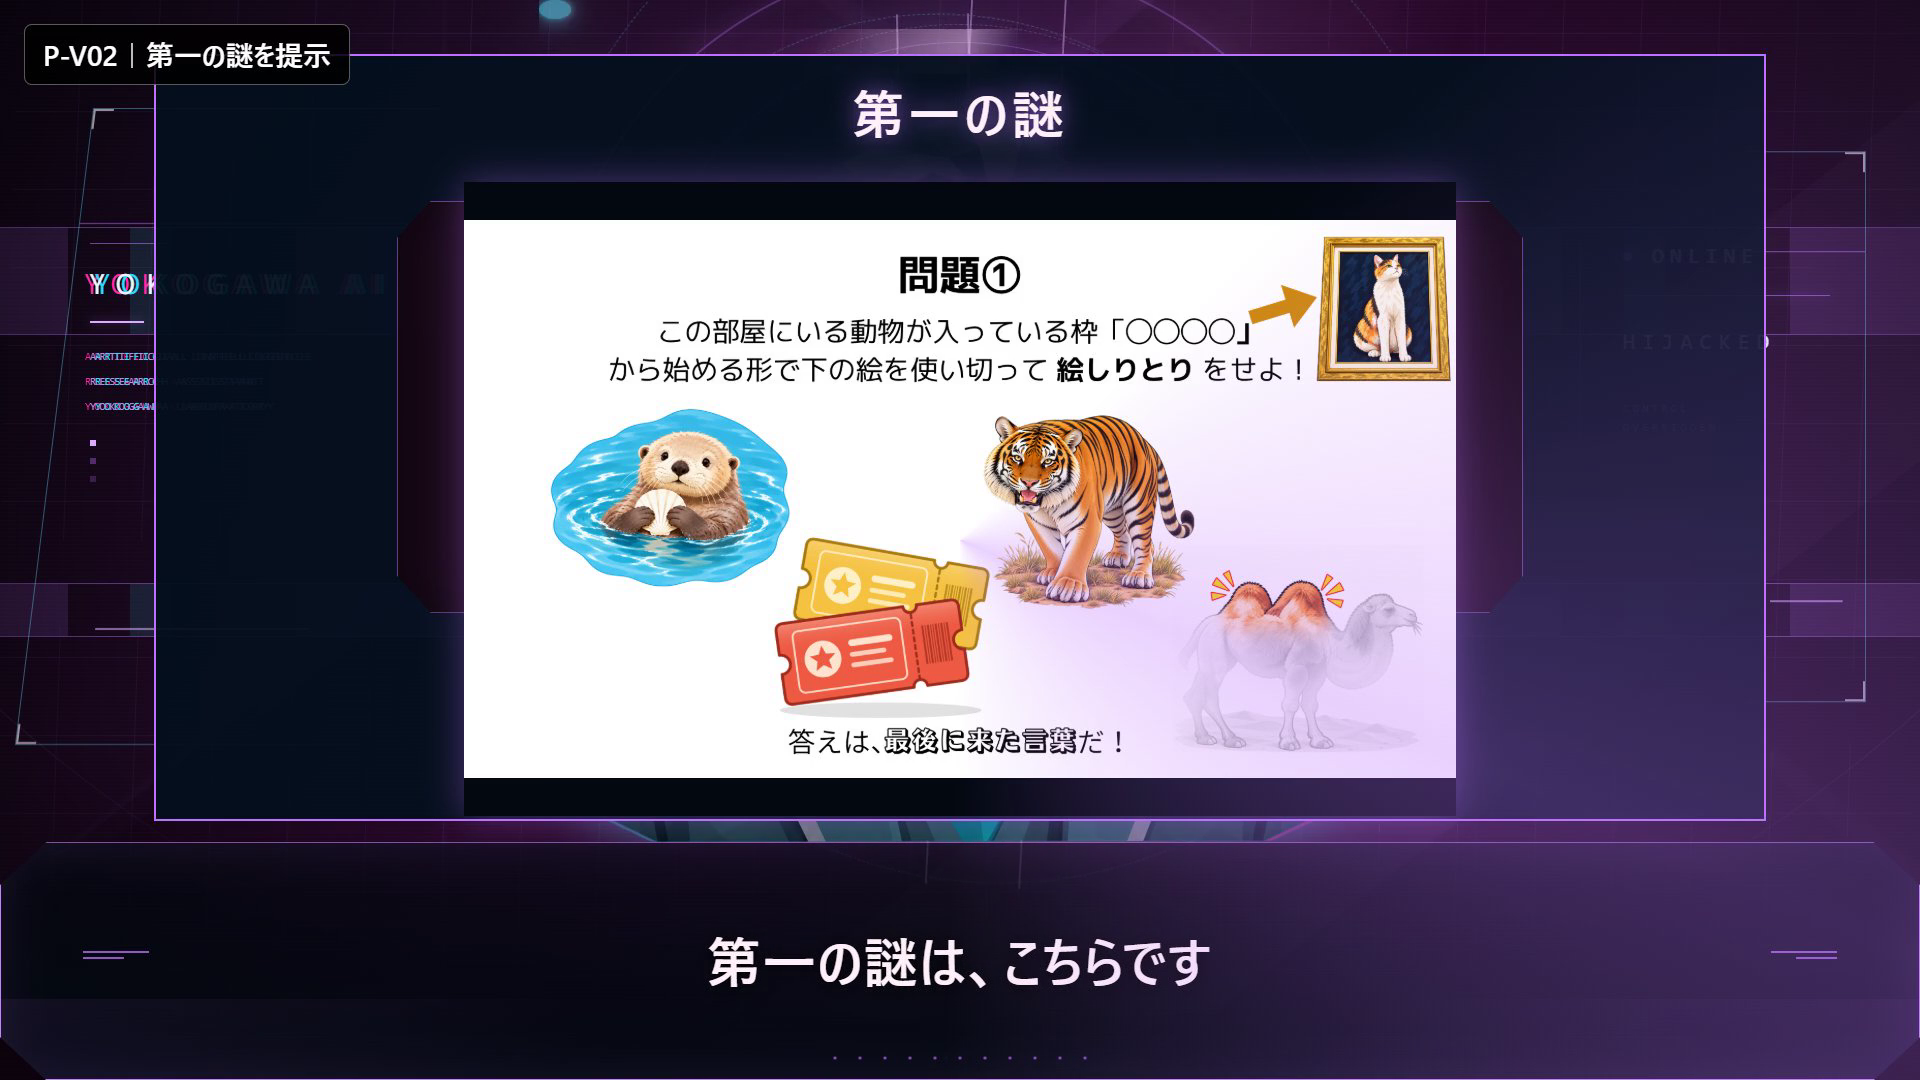 P-V02｜第一の謎を提示
第一の謎
問題①
この部屋にいる動物が入っている枠「〇〇〇〇」
から始める形で下の絵を使い切って 絵しりとり をせよ！
答えは、最後に来た言葉だ！
YOKOGAWA AI
ONLINE
HIJACKED
CONTROL
OVERRIDDEN
第一の謎は、こちらです